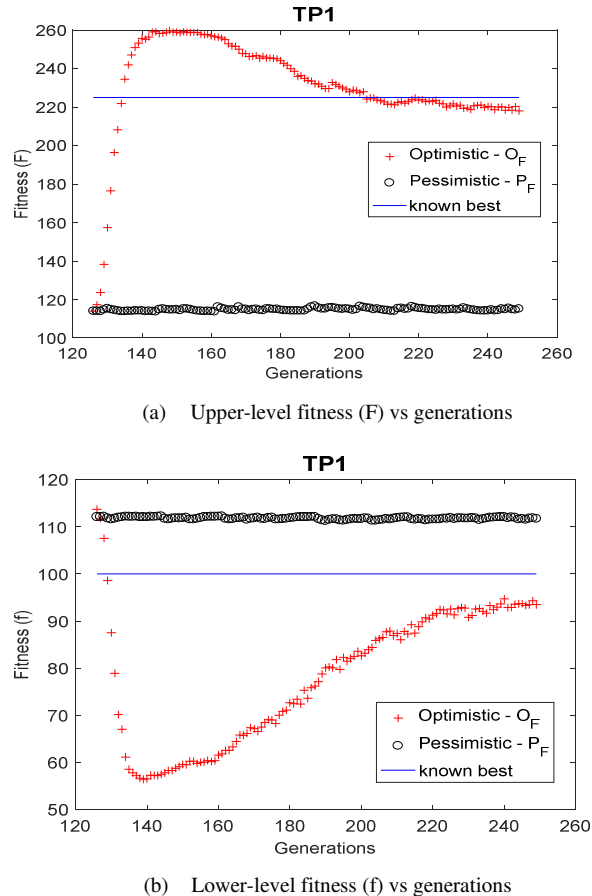 TP1
260
240
220
200
180
160
140
120
100
Fitness (F)
Optimistic - O_F
Pessimistic - P_F
known best
120 140 160 180 200 220 240 260
Generations
(a) Upper-level fitness (F) vs generations
TP1
120
110
100
90
80
70
60
50
Fitness (f)
Optimistic - O_F
Pessimistic - P_F
known best
120 140 160 180 200 220 240 260
Generations
(b) Lower-level fitness (f) vs generations